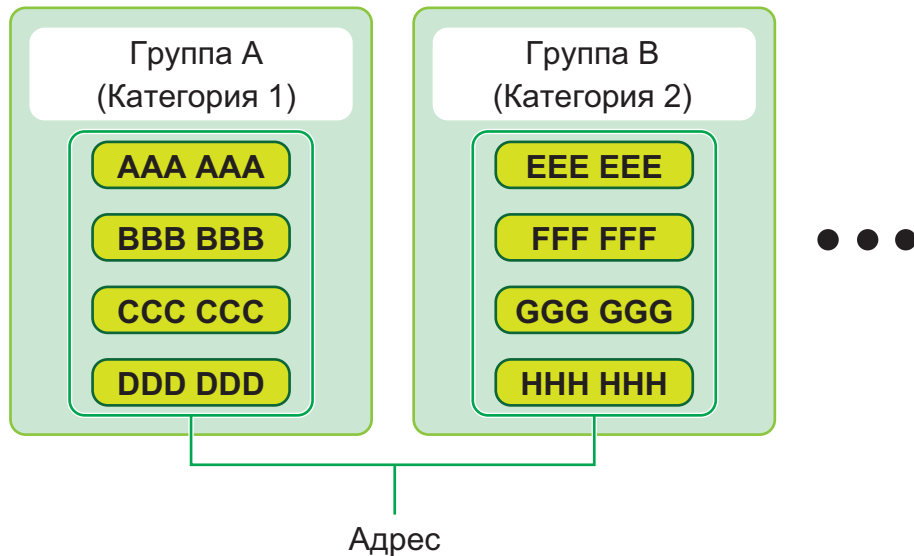 Группа A
(Категория 1)
AAA AAA
BBB BBB
CCC CCC
DDD DDD
Группа B
(Категория 2)
EEE EEE
FFF FFF
GGG GGG
HHH HHH
Адрес